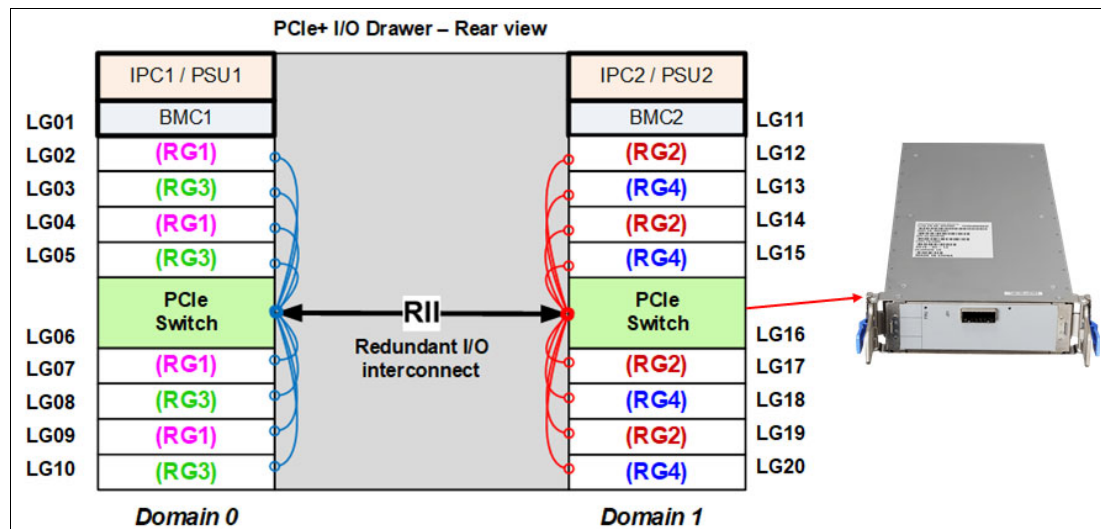 PCIe+ I/O Drawer – Rear view
IPC1 / PSU1
IPC2 / PSU2
LG01 BMC1
BMC2 LG11
LG02 (RG1)
(RG2) LG12
LG03 (RG3)
(RG4) LG13
LG04 (RG1)
(RG2) LG14
LG05 (RG3)
(RG4) LG15
PCIe
Switch
LG06
RII
Redundant I/O
interconnect
PCIe
Switch
LG16
LG07 (RG1)
(RG2) LG17
LG08 (RG3)
(RG4) LG18
LG09 (RG1)
(RG2) LG19
LG10 (RG3)
(RG4) LG20
Domain 0
Domain 1